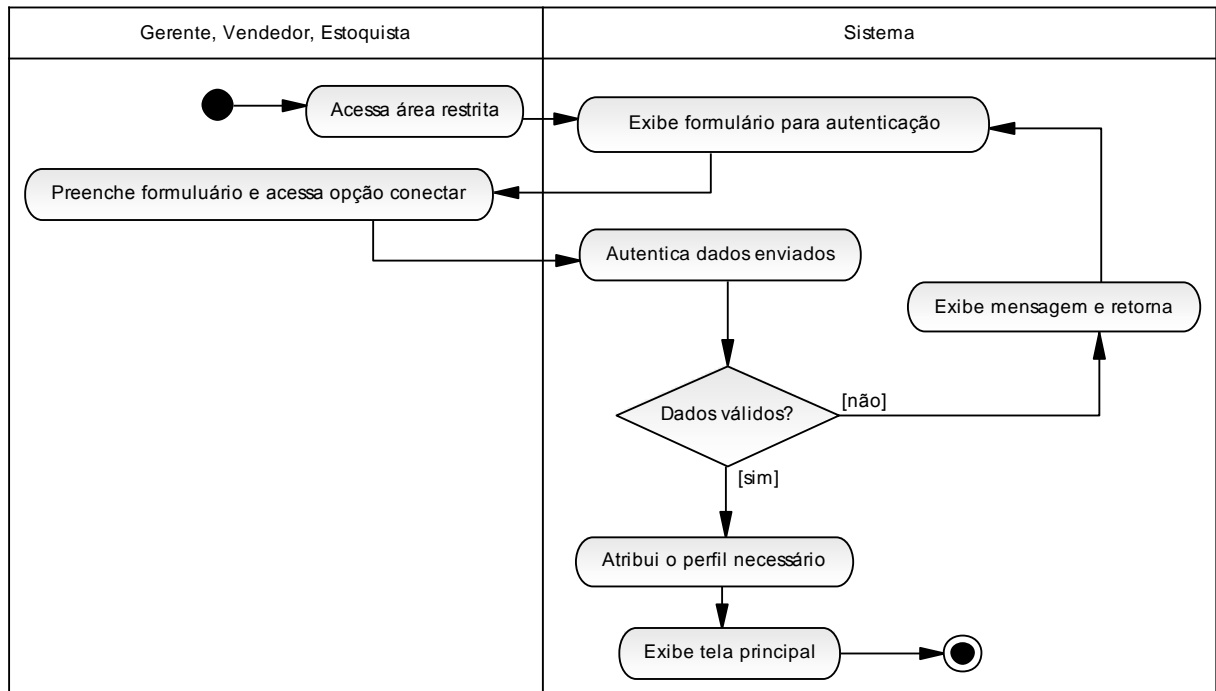 Gerente, Vendedor, Estoquista
Sistema
Acessa área restrita
Exibe formulário para autenticação
Preenche formuluário e acessa opção conectar
Autentica dados enviados
Exibe mensagem e retorna
Dados válidos?
[não]
[sim]
Atribui o perfil necessário
Exibe tela principal